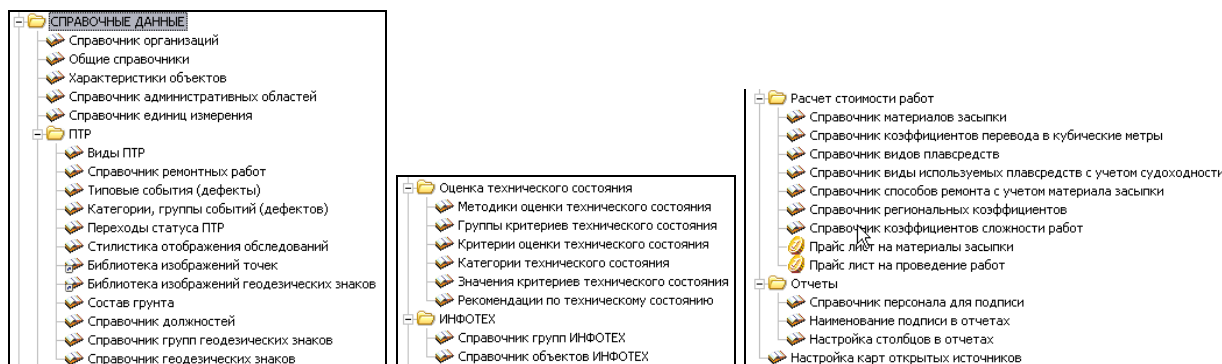 СПРАВОЧНЫЕ ДАННЫЕ
Справочник организаций
Общие справочники
Характеристики объектов
Справочник административных областей
Справочник единиц измерения
ПТР
Виды ПТР
Справочник ремонтных работ
Типовые события (дефекты)
Категории, группы событий (дефектов)
Переходы статуса ПТР
Стилистика отображения обследований
Библиотека изображений точек
Библиотека изображений геодезических знаков
Состав грунта
Справочник должностей
Справочник групп геодезических знаков
Справочник геодезических знаков
Оценка технического состояния
Методики оценки технического состояния
Группы критериев технического состояния
Критерии оценки технического состояния
Категории технического состояния
Значения критериев технического состояния
Рекомендации по техническому состоянию
ИНФОТЕХ
Справочник групп ИНФОТЕХ
Справочник объектов ИНФОТЕХ
Расчет стоимости работ
Справочник материалов засыпки
Справочник коэффициентов перевода в кубические метры
Справочник видов плавсредств
Справочник виды используемых плавсредств с учетом судоходности
Справочник способов ремонта с учетом материала засыпки
Справочник региональных коэффициентов
Справочник коэффициентов сложности работ
Прайс лист на материалы засыпки
Прайс лист на проведение работ
Отчеты
Справочник персонала для подписи
Наименование подписи в отчетах
Настройка столбцов в отчетах
Настройка карт открытых источников